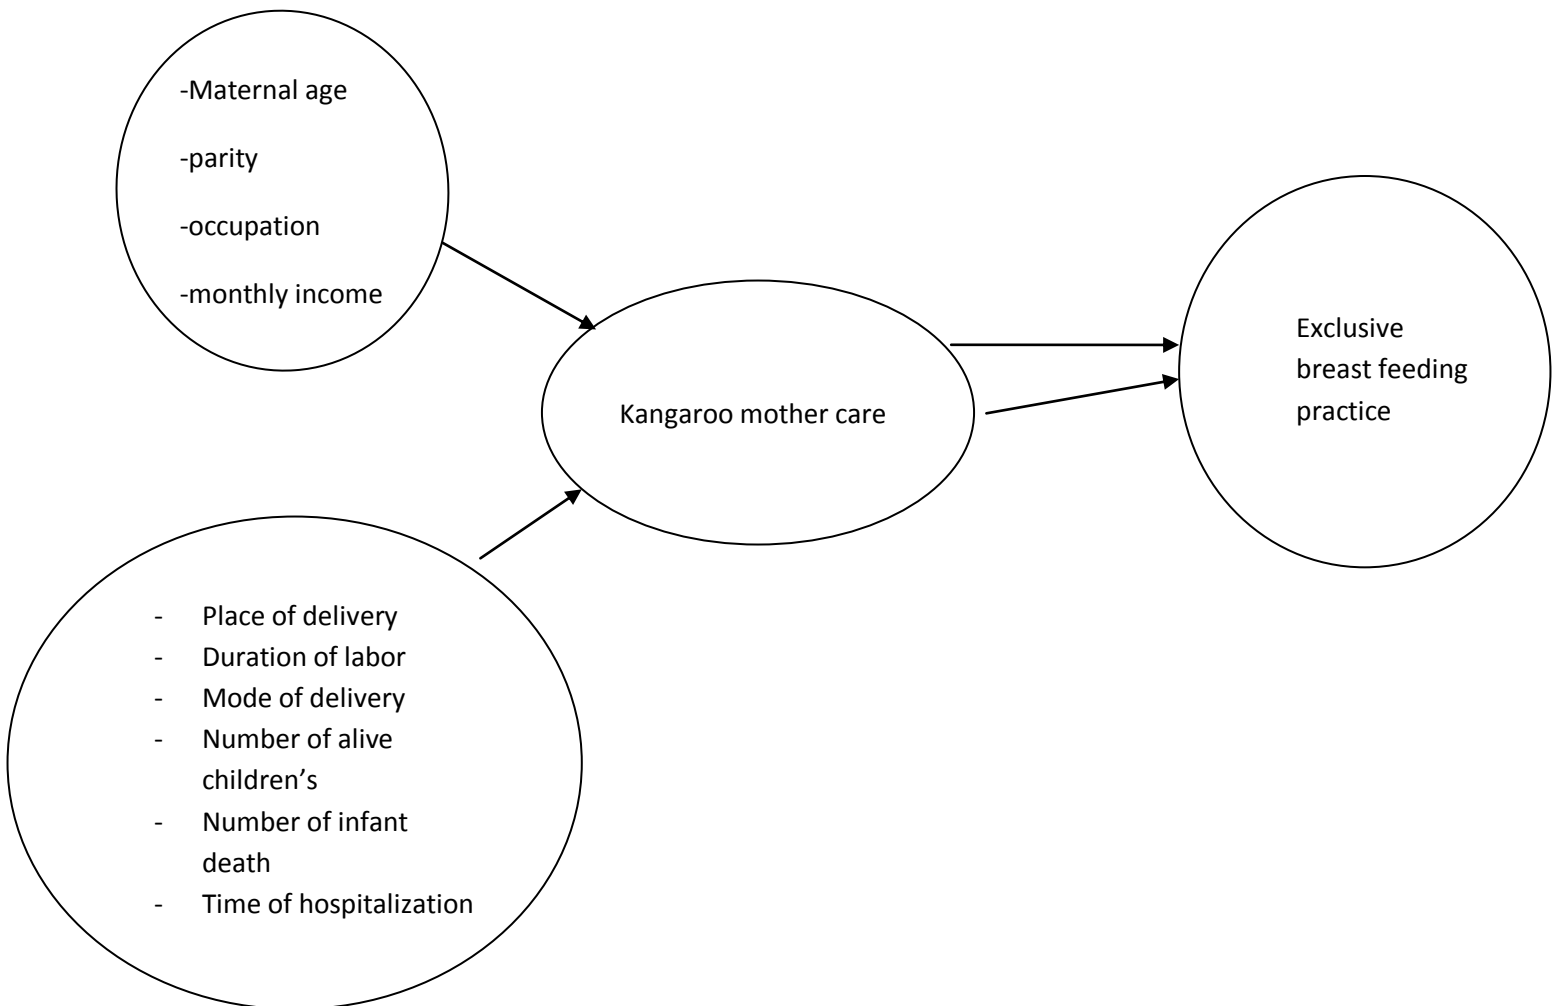 -Maternal age
-parity
-occupation
-monthly income
Kangaroo mother care
Exclusive
breast feeding
practice
- Place of delivery
- Duration of labor
- Mode of delivery
- Number of alive
children’s
- Number of infant
death
- Time of hospitalization